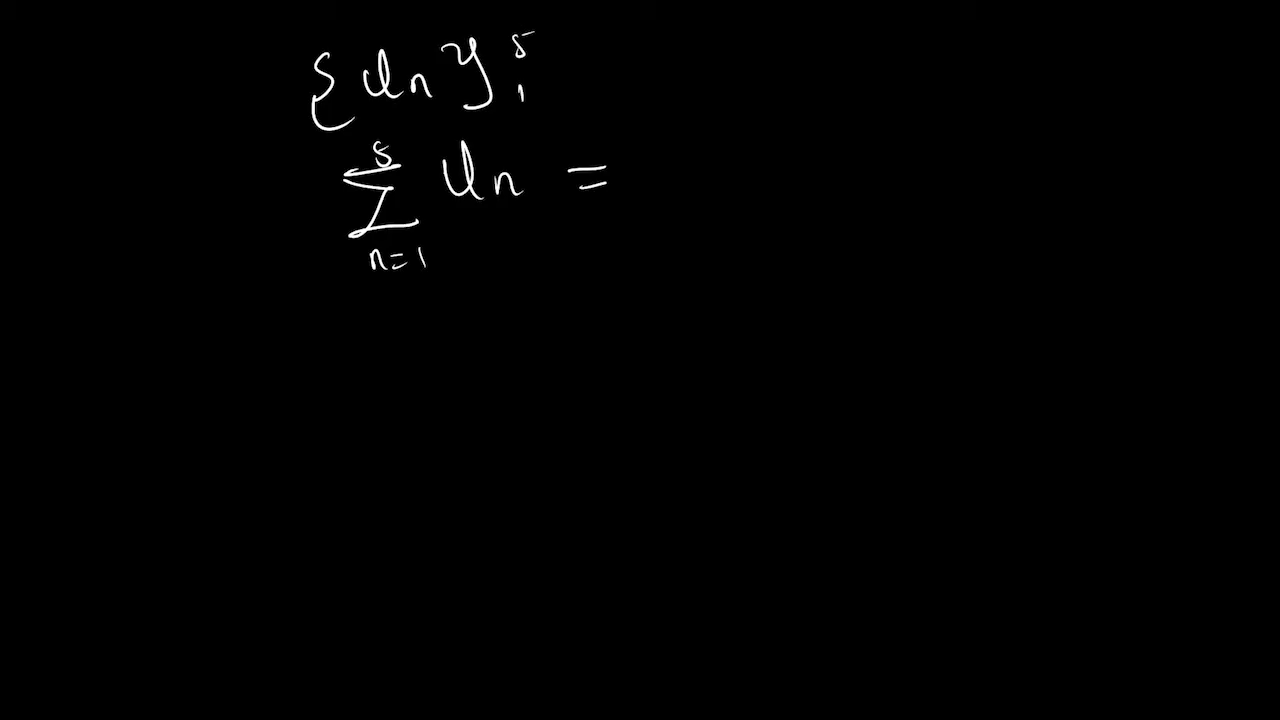 {Un}₁⁵
∑ₙ₌₁⁵ Un =